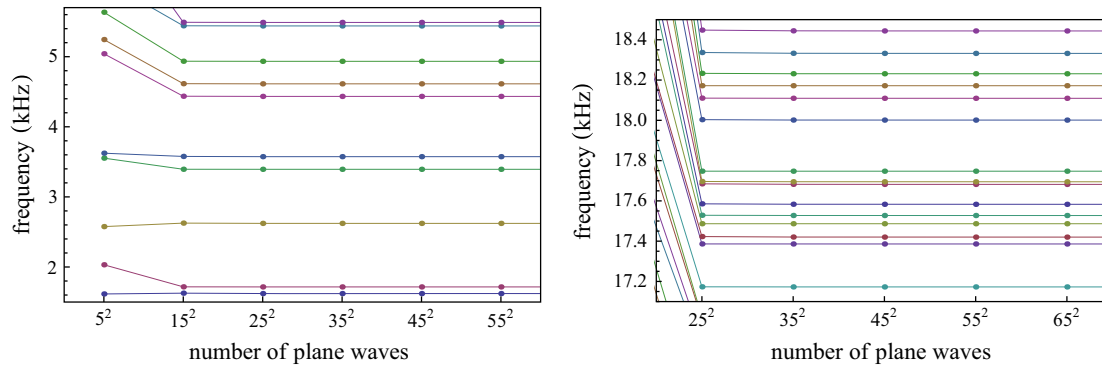 5
4
3
2
frequency (kHz)
5² 15² 25² 35² 45² 55²
number of plane waves
18.4
18.2
18.0
17.8
17.6
17.4
17.2
frequency (kHz)
25² 35² 45² 55² 65²
number of plane waves